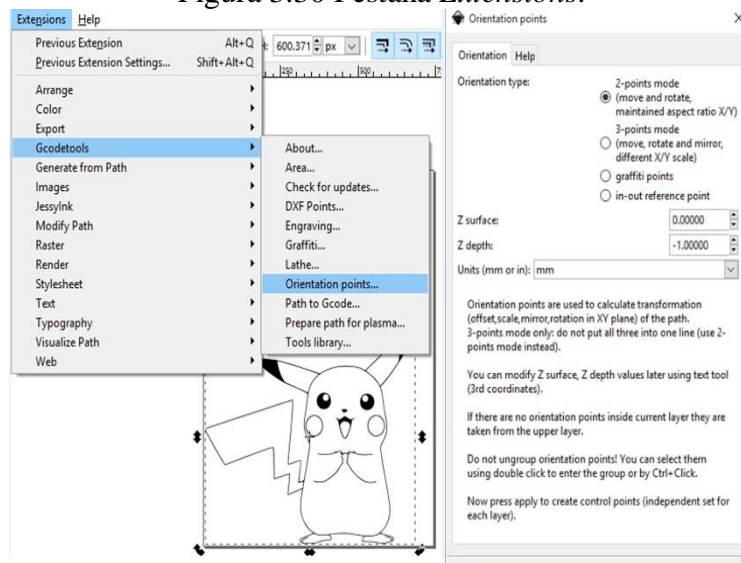 Figura 3.30 Pestaña Extensions.
Extensions Help
Previous Extension Alt+Q
Previous Extension Settings... Shift+Alt+Q
Arrange
Color
Export
Gcodetools
Generate from Path
Images
JessyInk
Modify Path
Raster
Render
Stylesheet
Text
Typography
Visualize Path
Web
600.371 px
250
500
About...
Area...
Check for updates...
DXF Points...
Engraving...
Graffiti...
Lathe...
Orientation points...
Path to Gcode...
Prepare path for plasma...
Tools library...
Orientation points X
Orientation Help
Orientation type:
2-points mode
(move and rotate,
maintained aspect ratio X/Y)
3-points mode
(move, rotate and mirror,
different X/Y scale)
graffiti points
in-out reference point
Z surface: 0.00000
Z depth: -1.00000
Units (mm or in): mm
Orientation points are used to calculate transformation
(offset,scale,mirror,rotation in XY plane) of the path.
3-points mode only: do not put all three into one line (use 2-
points mode instead).
You can modify Z surface, Z depth values later using text tool
(3rd coordinates).
If there are no orientation points inside current layer they are
taken from the upper layer.
Do not ungroup orientation points! You can select them
using double click to enter the group or by Ctrl+Click.
Now press apply to create control points (independent set for
each layer).